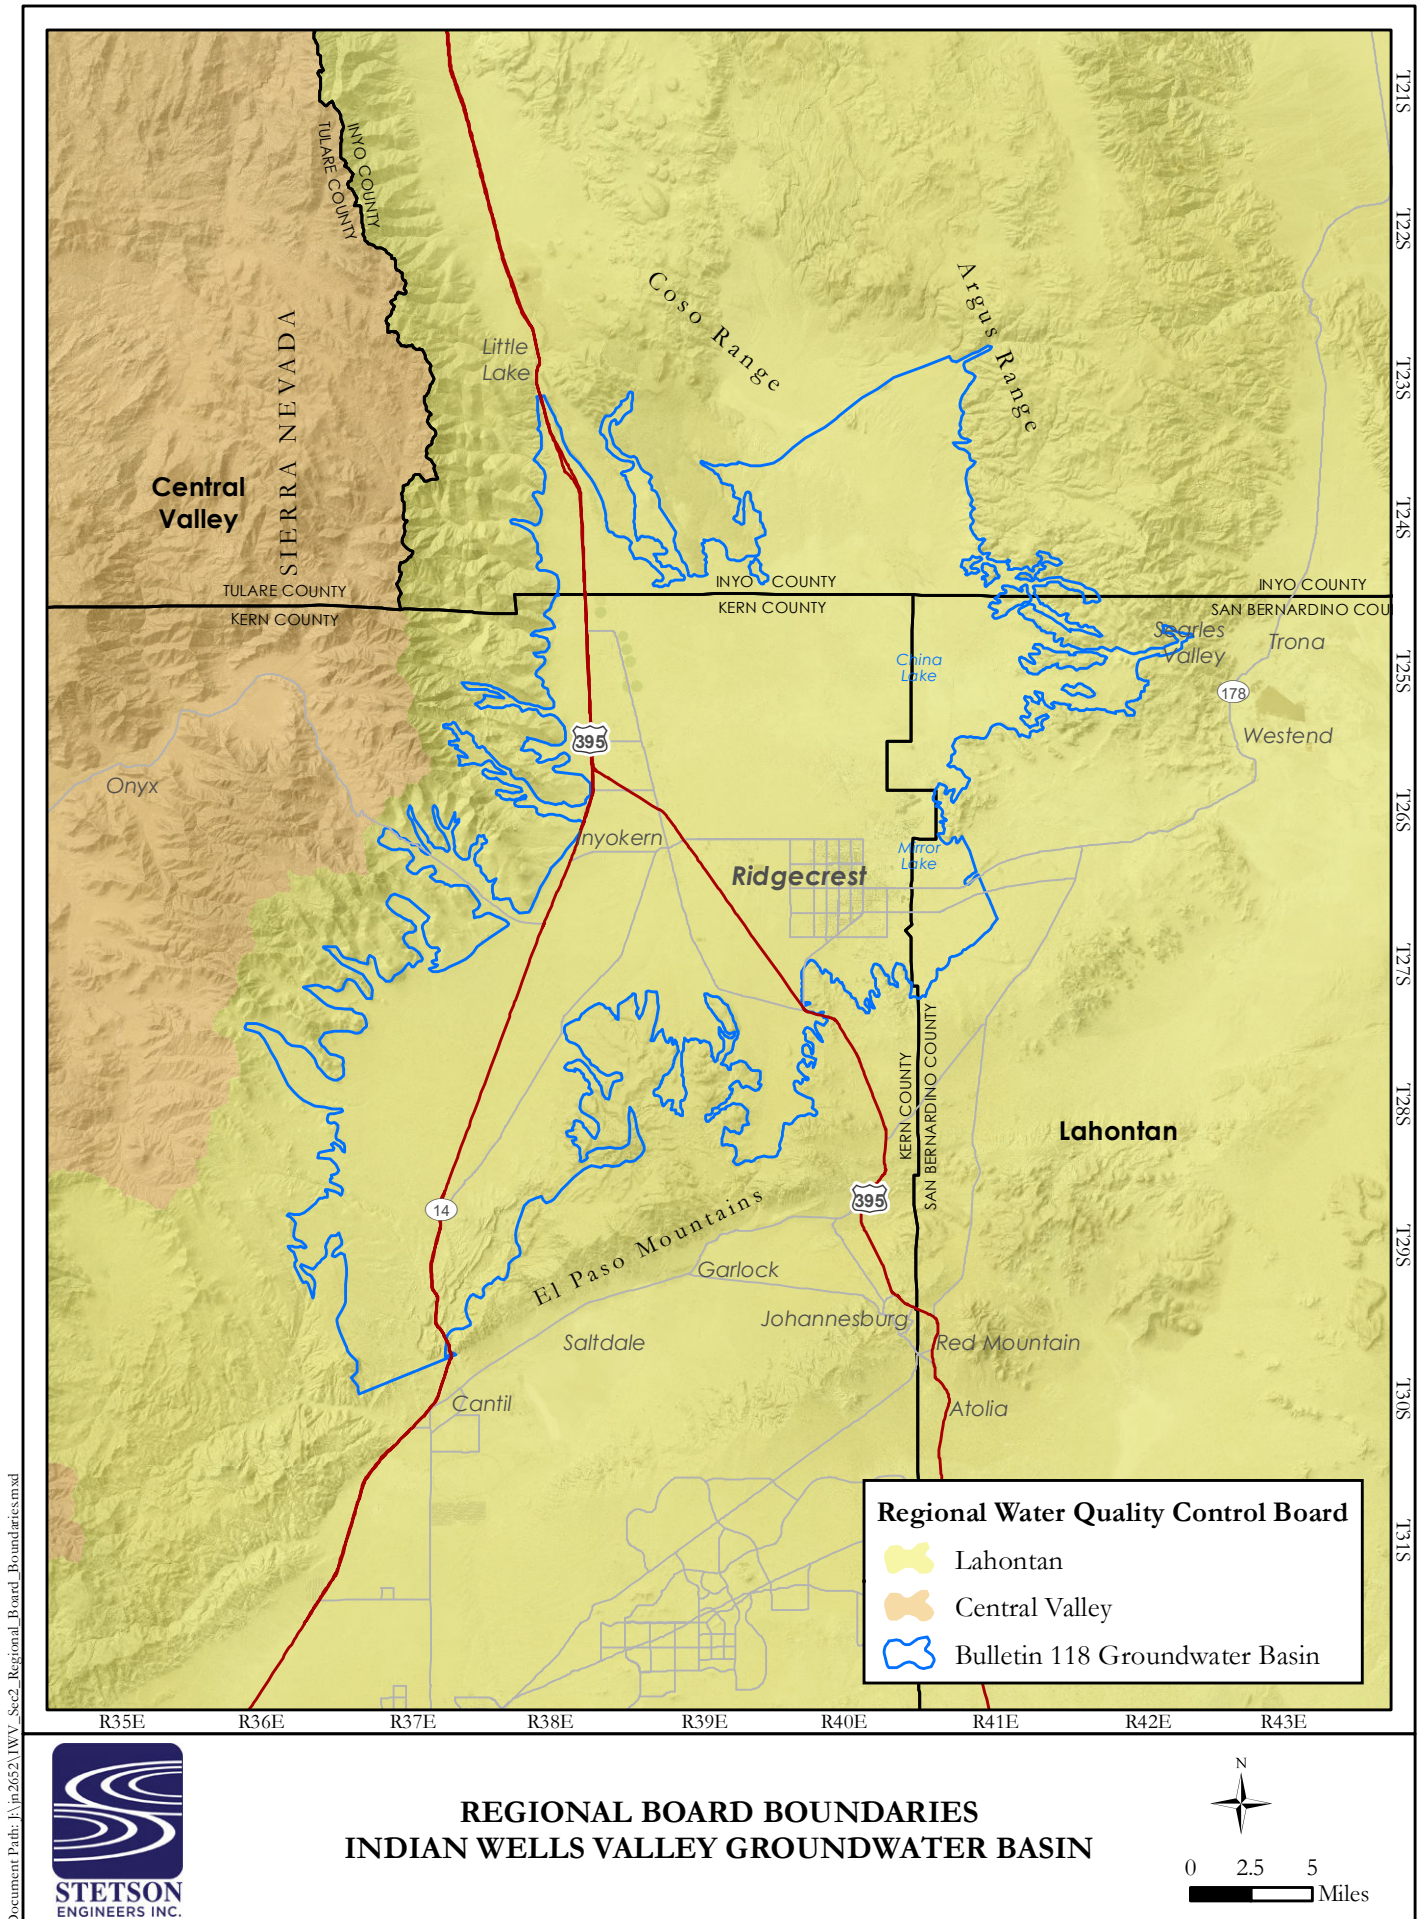 T21S
T22S
T23S
T24S
T25S
T26S
T27S
T28S
T29S
T30S
T31S
INYO COUNTY
TULARE COUNTY
SIERRA NEVADA
Coso Range
Argus Range
Little
Lake
Central
Valley
TULARE COUNTY
KERN COUNTY
INYO COUNTY
KERN COUNTY
INYO COUNTY
SAN BERNARDINO COU
Searles
Valley
Trona
China
Lake
178
395
Westend
Onyx
Inyokern
Mirror
Lake
Ridgecrest
KERN COUNTY
SAN BERNARDINO COUNTY
Lahontan
14
395
El Paso Mountains
Garlock
Johannesburg
Saltdale
Red Mountain
Cantil
Atolia
Regional Water Quality Control Board
Lahontan
Central Valley
Bulletin 118 Groundwater Basin
R35E R36E R37E R38E R39E R40E R41E R42E R43E
Document Path: J:\jn2652\IWV_Sec2_Regional_Board_Boundaries.mxd
STETSON
ENGINEERS INC.
REGIONAL BOARD BOUNDARIES
INDIAN WELLS VALLEY GROUNDWATER BASIN
N
0 2.5 5
Miles